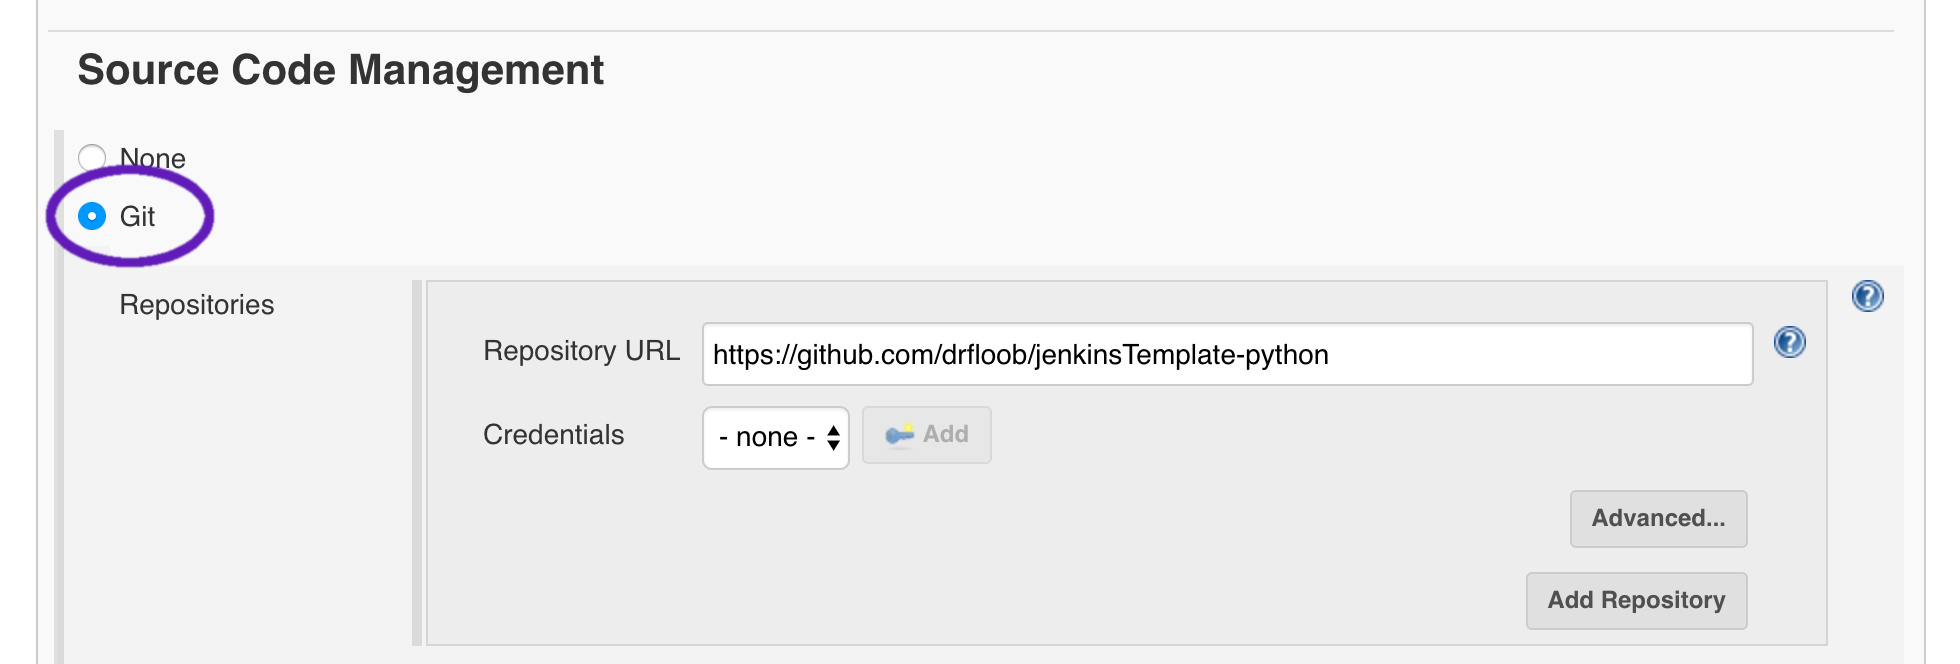 Source Code Management
None
Git
Repositories
Repository URL https://github.com/drfloob/jenkinsTemplate-python
Credentials - none - Add
Advanced...
Add Repository